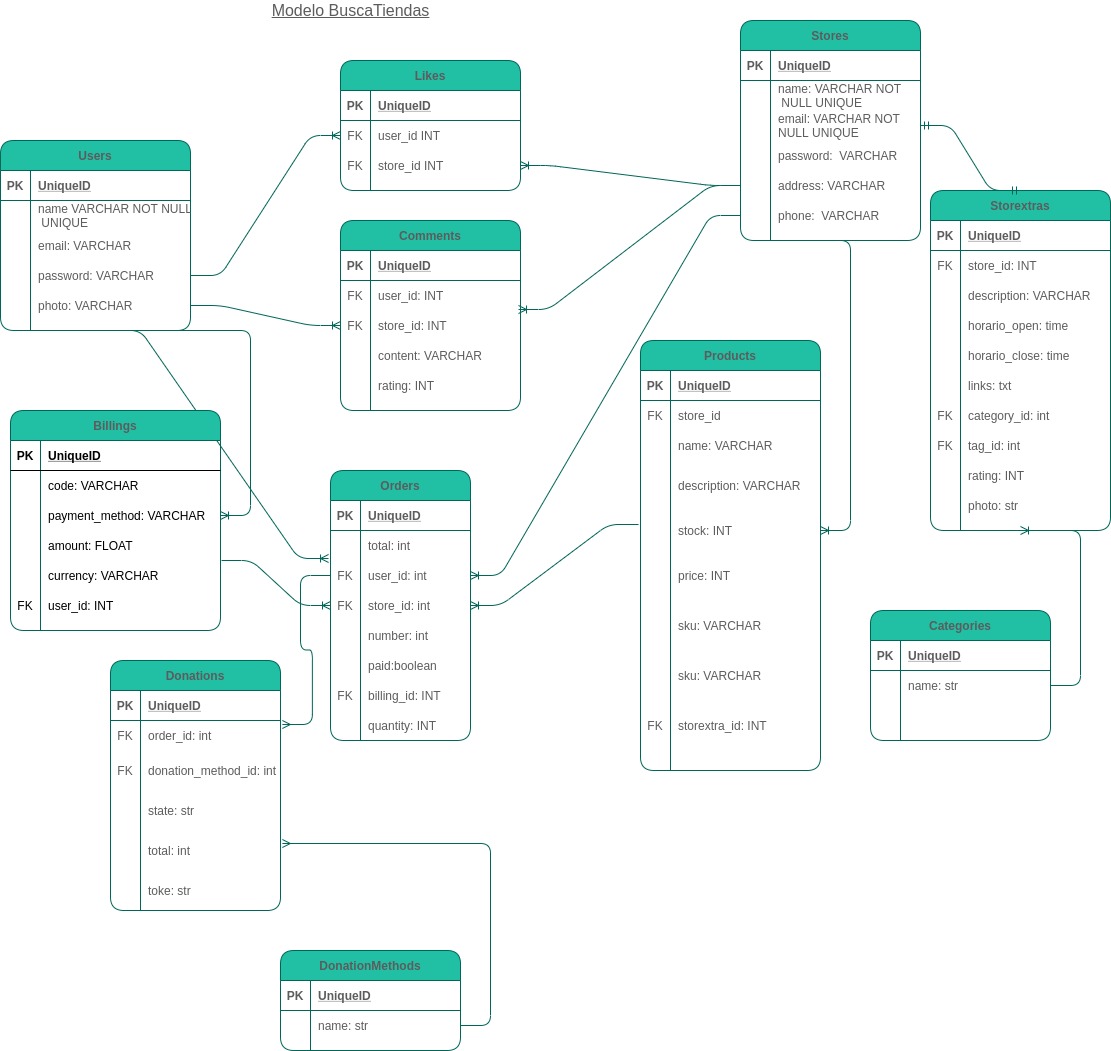 Modelo BuscaTiendas
Stores
PK UniqueID
name: VARCHAR NOT
NULL UNIQUE
email: VARCHAR NOT
NULL UNIQUE
password: VARCHAR
address: VARCHAR
phone: VARCHAR
Likes
PK UniqueID
FK user_id INT
FK store_id INT
Users
PK UniqueID
name VARCHAR NOT NULL
UNIQUE
email: VARCHAR
password: VARCHAR
photo: VARCHAR
Comments
PK UniqueID
FK user_id: INT
FK store_id: INT
content: VARCHAR
rating: INT
Storextras
PK UniqueID
FK store_id: INT
description: VARCHAR
horario_open: time
horario_close: time
links: txt
FK category_id: int
FK tag_id: int
rating: INT
photo: str
Products
PK UniqueID
FK store_id
name: VARCHAR
description: VARCHAR
stock: INT
price: INT
sku: VARCHAR
sku: VARCHAR
FK storextra_id: INT
Billings
PK UniqueID
code: VARCHAR
payment_method: VARCHAR
amount: FLOAT
currency: VARCHAR
FK user_id: INT
Orders
PK UniqueID
total: int
FK user_id: int
FK store_id: int
number: int
paid:boolean
FK billing_id: INT
quantity: INT
Categories
PK UniqueID
name: str
Donations
PK UniqueID
FK order_id: int
FK donation_method_id: int
state: str
total: int
toke: str
DonationMethods
PK UniqueID
name: str